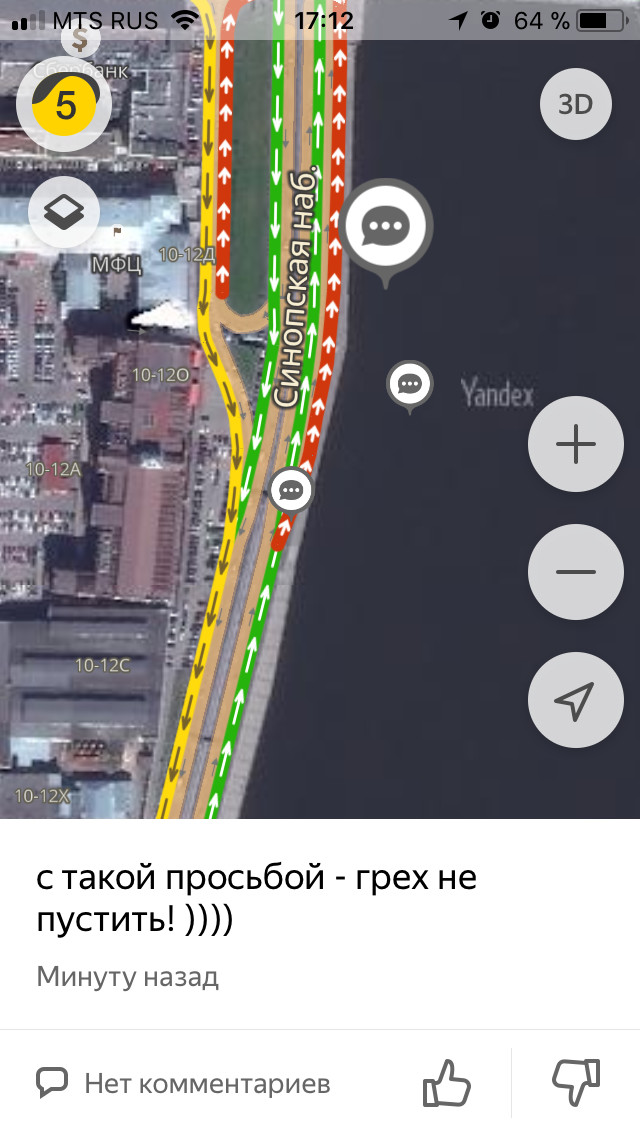 MTS RUS
17:12
64 %
$
Сбербанк
5
3D
Синопская наб.
МФЦ
10-12Д
10-12О
Yandex
10-12А
10-12С
10-12Х
с такой просьбой - грех не
пустить! ))))
Минуту назад
Нет комментариев